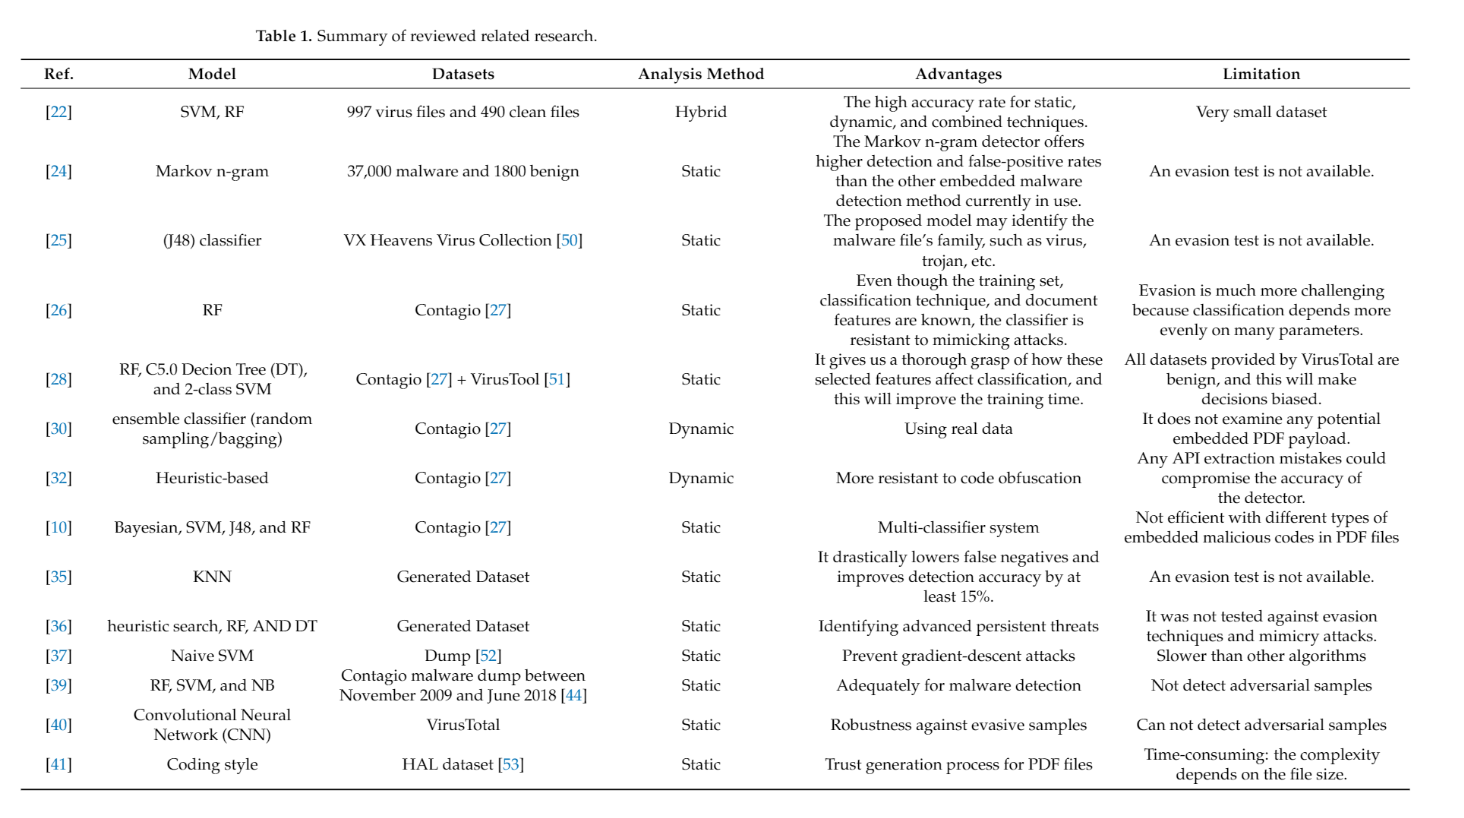 Table 1. Summary of reviewed related research.
Ref. Model Datasets Analysis Method Advantages Limitation
[22] SVM, RF 997 virus files and 490 clean files Hybrid The high accuracy rate for static,
dynamic, and combined techniques. Very small dataset
[24] Markov n-gram 37,000 malware and 1800 benign Static The Markov n-gram detector offers
higher detection and false-positive rates
than the other embedded malware
detection method currently in use. An evasion test is not available.
[25] (J48) classifier VX Heavens Virus Collection [50] Static The proposed model may identify the
malware file's family, such as virus,
trojan, etc. An evasion test is not available.
[26] RF Contagio [27] Static Even though the training set,
classification technique, and document
features are known, the classifier is
resistant to mimicking attacks. Evasion is much more challenging
because classification depends more
evenly on many parameters.
[28] RF, C5.0 Decion Tree (DT),
and 2-class SVM Contagio [27] + VirusTool [51] Static It gives us a thorough grasp of how these
selected features affect classification, and
this will improve the training time. All datasets provided by VirusTotal are
benign, and this will make
decisions biased.
[30] ensemble classifier (random
sampling/bagging) Contagio [27] Dynamic Using real data It does not examine any potential
embedded PDF payload.
[32] Heuristic-based Contagio [27] Dynamic More resistant to code obfuscation Any API extraction mistakes could
compromise the accuracy of
the detector.
[10] Bayesian, SVM, J48, and RF Contagio [27] Static Multi-classifier system Not efficient with different types of
embedded malicious codes in PDF files
[35] KNN Generated Dataset Static It drastically lowers false negatives and
improves detection accuracy by at
least 15%. An evasion test is not available.
[36] heuristic search, RF, AND DT Generated Dataset Static Identifying advanced persistent threats It was not tested against evasion
techniques and mimicry attacks.
[37] Naive SVM Dump [52] Static Prevent gradient-descent attacks Slower than other algorithms
[39] RF, SVM, and NB Contagio malware dump between
November 2009 and June 2018 [44] Static Adequately for malware detection Not detect adversarial samples
[40] Convolutional Neural
Network (CNN) VirusTotal Static Robustness against evasive samples Can not detect adversarial samples
[41] Coding style HAL dataset [53] Static Trust generation process for PDF files Time-consuming: the complexity
depends on the file size.